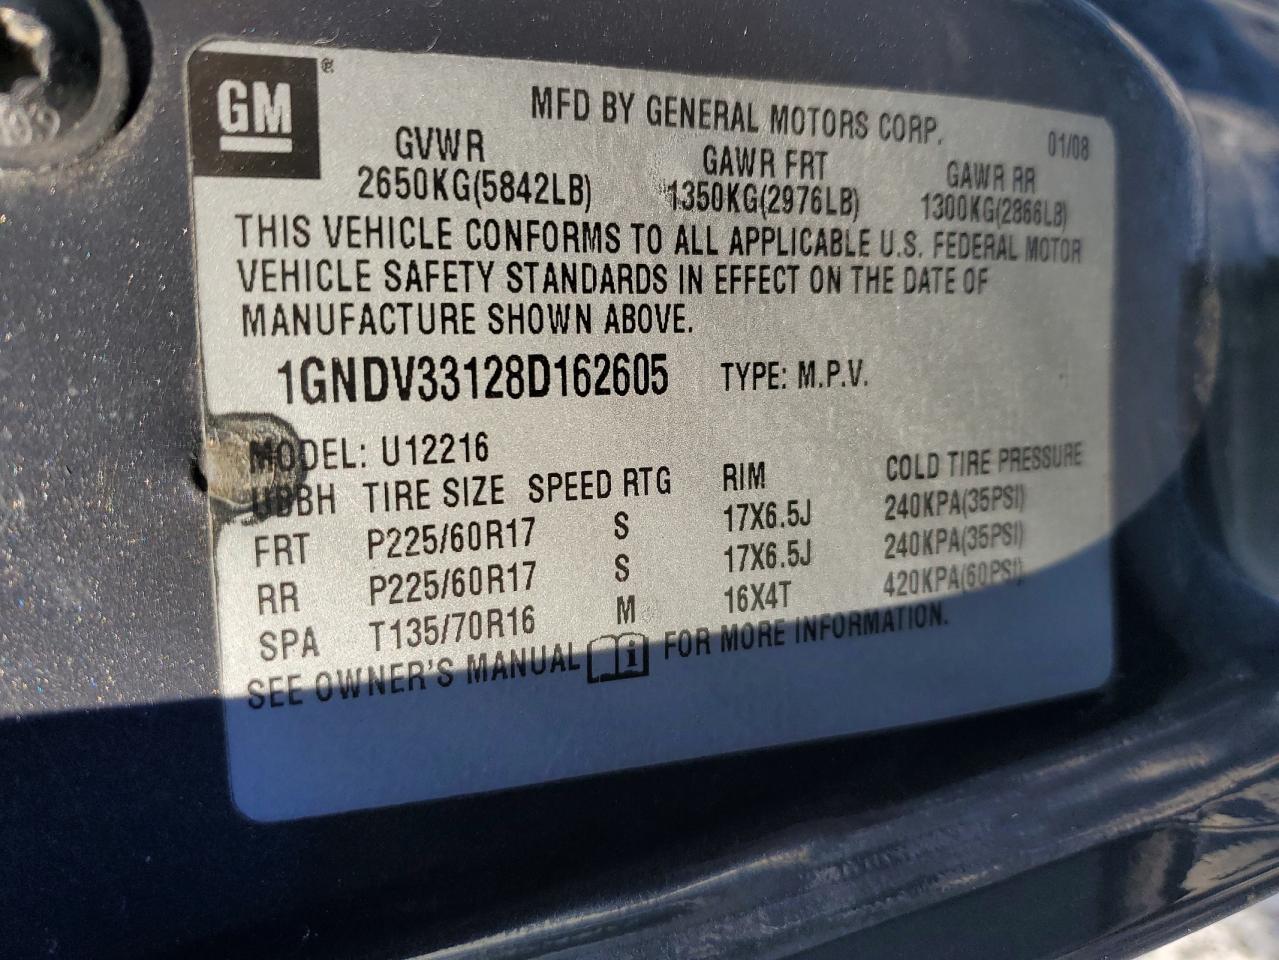 GM®
MFD BY GENERAL MOTORS CORP.
01/08
GVWR GAWR FRT GAWR RR
2650KG(5842LB) 1350KG(2976LB) 1300KG(2866LB)
THIS VEHICLE CONFORMS TO ALL APPLICABLE U.S. FEDERAL MOTOR
VEHICLE SAFETY STANDARDS IN EFFECT ON THE DATE OF
MANUFACTURE SHOWN ABOVE.
1GNDV33128D162605 TYPE: M.P.V.
MODEL: U12216
UBBH TIRE SIZE SPEED RTG RIM COLD TIRE PRESSURE
FRT P225/60R17 S 17X6.5J 240KPA(35PSI)
RR P225/60R17 S 17X6.5J 240KPA(35PSI)
SPA T135/70R16 M 16X4T 420KPA(60PSI)
SEE OWNER'S MANUAL i FOR MORE INFORMATION.